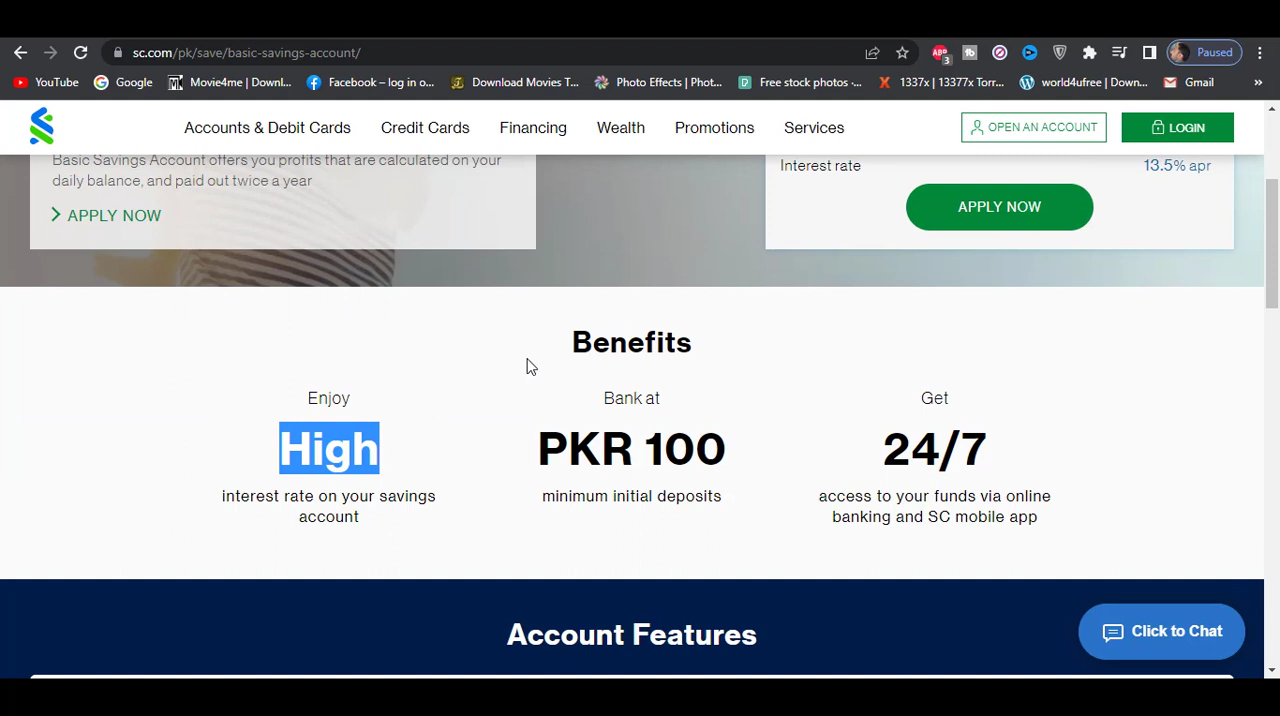 sc.com/pk/save/basic-savings-account/
ABP
3
tb
Paused
YouTube
Google
Movie4me | Downl...
Facebook – log in o...
Download Movies T...
Photo Effects | Phot...
Free stock photos ·...
1337x | 13377x Torr...
world4ufree | Down...
Gmail
»
Accounts & Debit Cards
Credit Cards
Financing
Wealth
Promotions
Services
OPEN AN ACCOUNT
LOGIN
Basic Savings Account offers you profits that are calculated on your
daily balance, and paid out twice a year
APPLY NOW
Interest rate
13.5% apr
APPLY NOW
Benefits
Enjoy
High
interest rate on your savings
account
Bank at
PKR 100
minimum initial deposits
Get
24/7
access to your funds via online
banking and SC mobile app
Account Features
Click to Chat